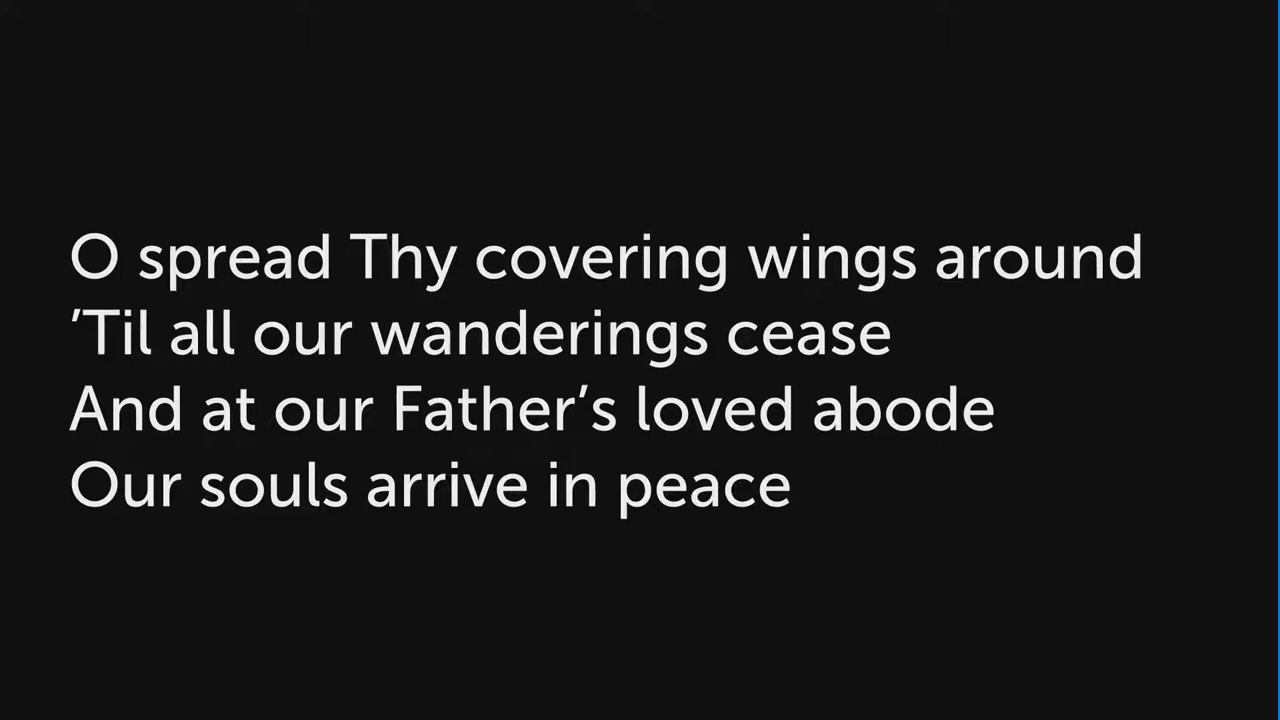 O spread Thy covering wings around
’Til all our wanderings cease
And at our Father’s loved abode
Our souls arrive in peace